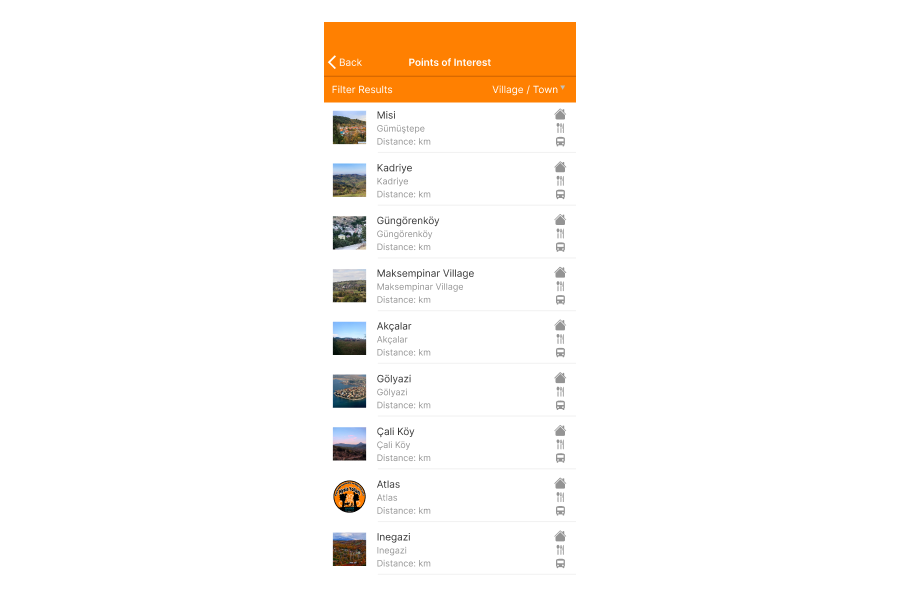 Back
Points of Interest
Filter Results
Village / Town
Misi
Gümüştepe
Distance: km
Kadriye
Kadriye
Distance: km
Güngörenköy
Güngörenköy
Distance: km
Maksempinar Village
Maksempinar Village
Distance: km
Akçalar
Akçalar
Distance: km
Gölyazi
Gölyazi
Distance: km
Çali Köy
Çali Köy
Distance: km
Atlas
Atlas
Distance: km
Inegazi
Inegazi
Distance: km